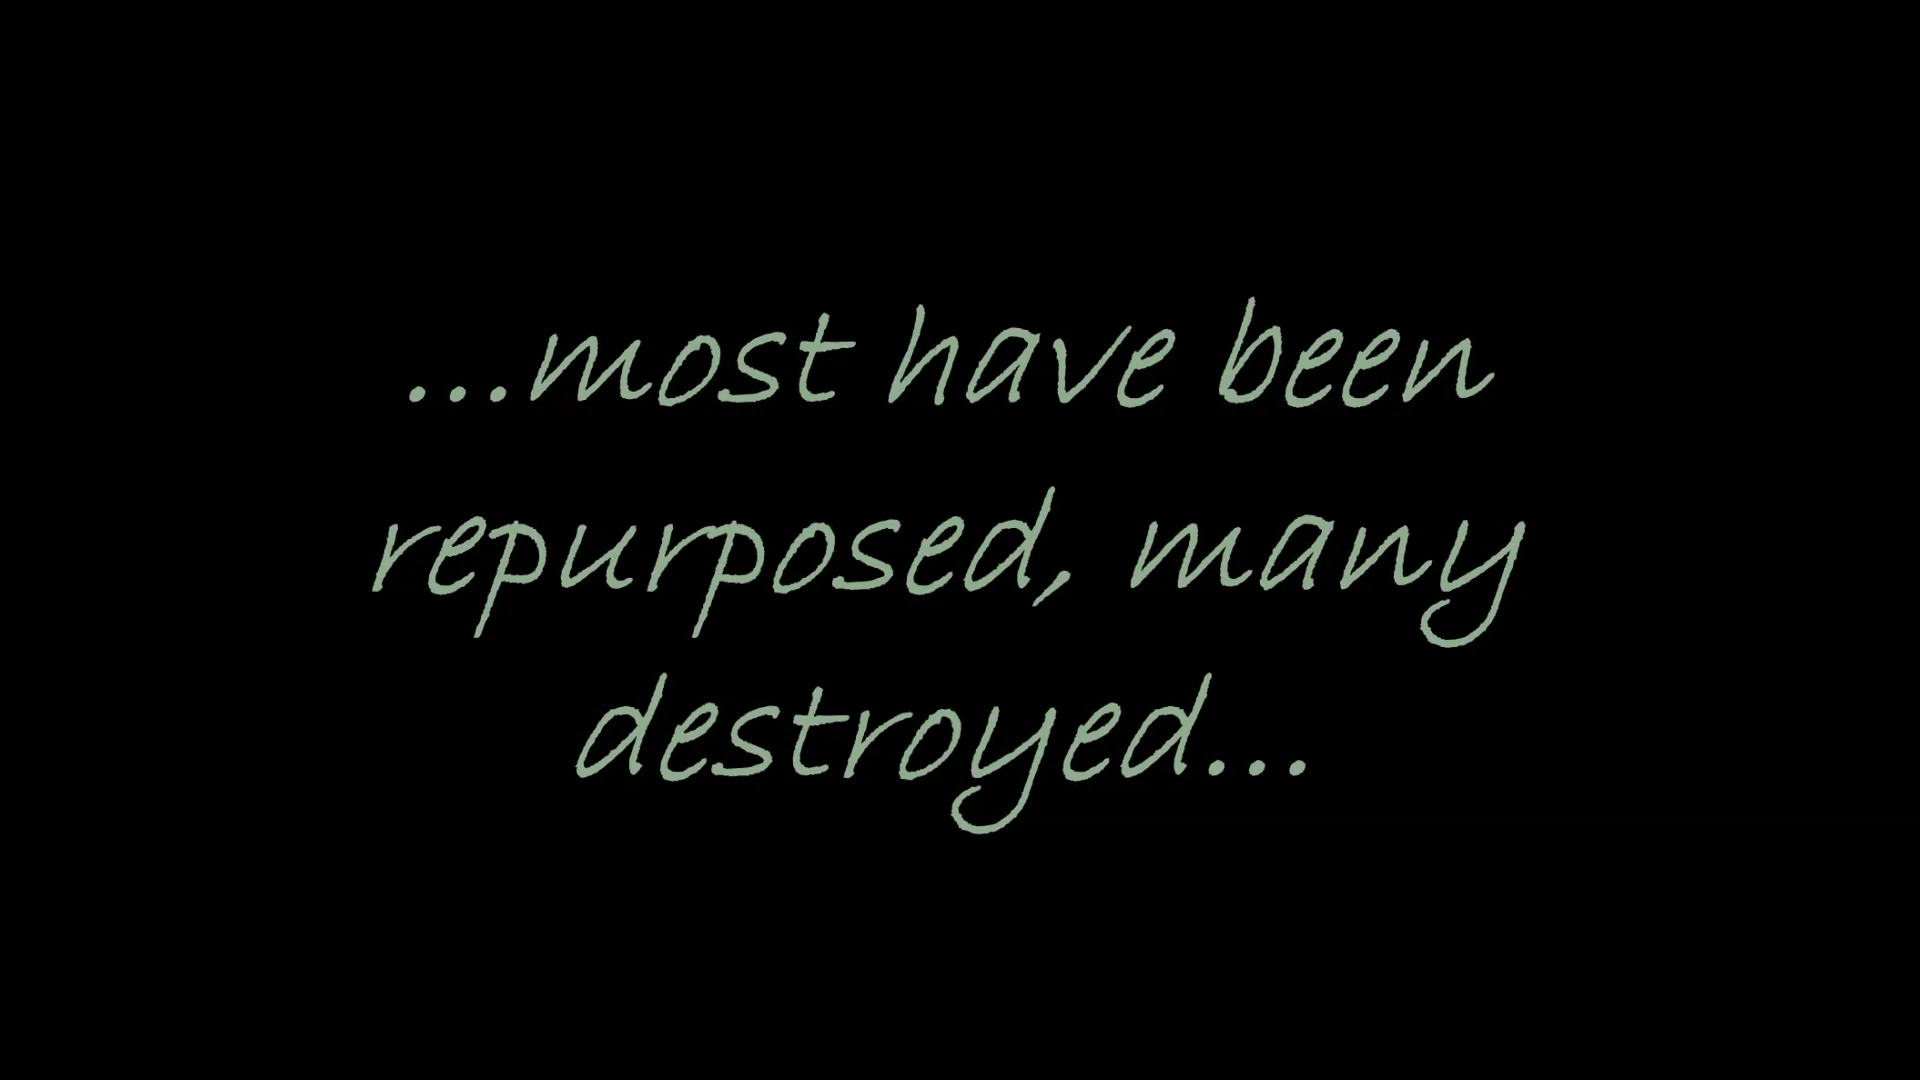 ...most have been
repurposed, many
destroyed...